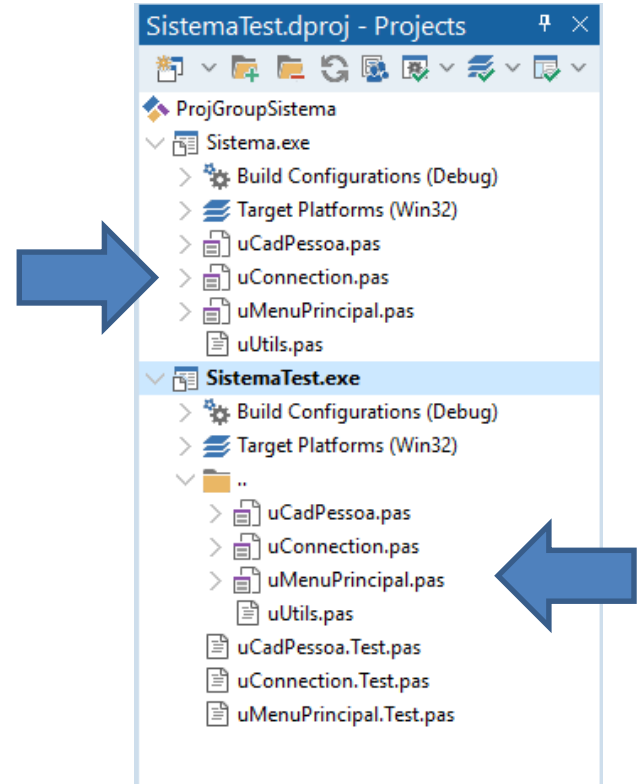 SistemaTest.dproj - Projects
ProjGroupSistema
Sistema.exe
Build Configurations (Debug)
Target Platforms (Win32)
uCadPessoa.pas
uConnection.pas
uMenuPrincipal.pas
uUtils.pas
SistemaTest.exe
Build Configurations (Debug)
Target Platforms (Win32)
..
uCadPessoa.pas
uConnection.pas
uMenuPrincipal.pas
uUtils.pas
uCadPessoa.Test.pas
uConnection.Test.pas
uMenuPrincipal.Test.pas